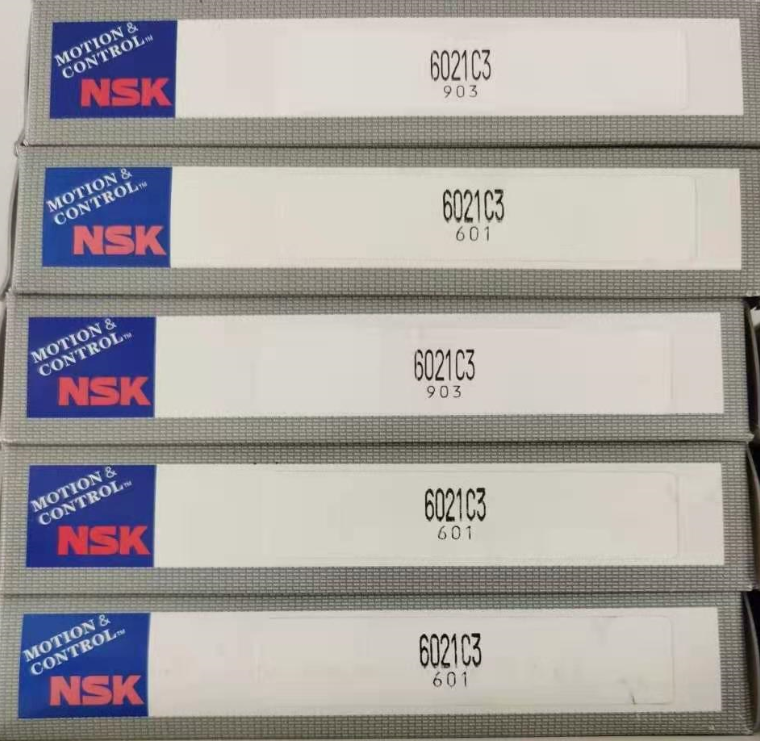 MOTION &
CONTROL™
NSK
6021C3
903
MOTION &
CONTROL™
NSK
6021C3
601
MOTION &
CONTROL™
NSK
6021C3
903
MOTION &
CONTROL™
NSK
6021C3
601
MOTION &
CONTROL™
NSK
6021C3
601